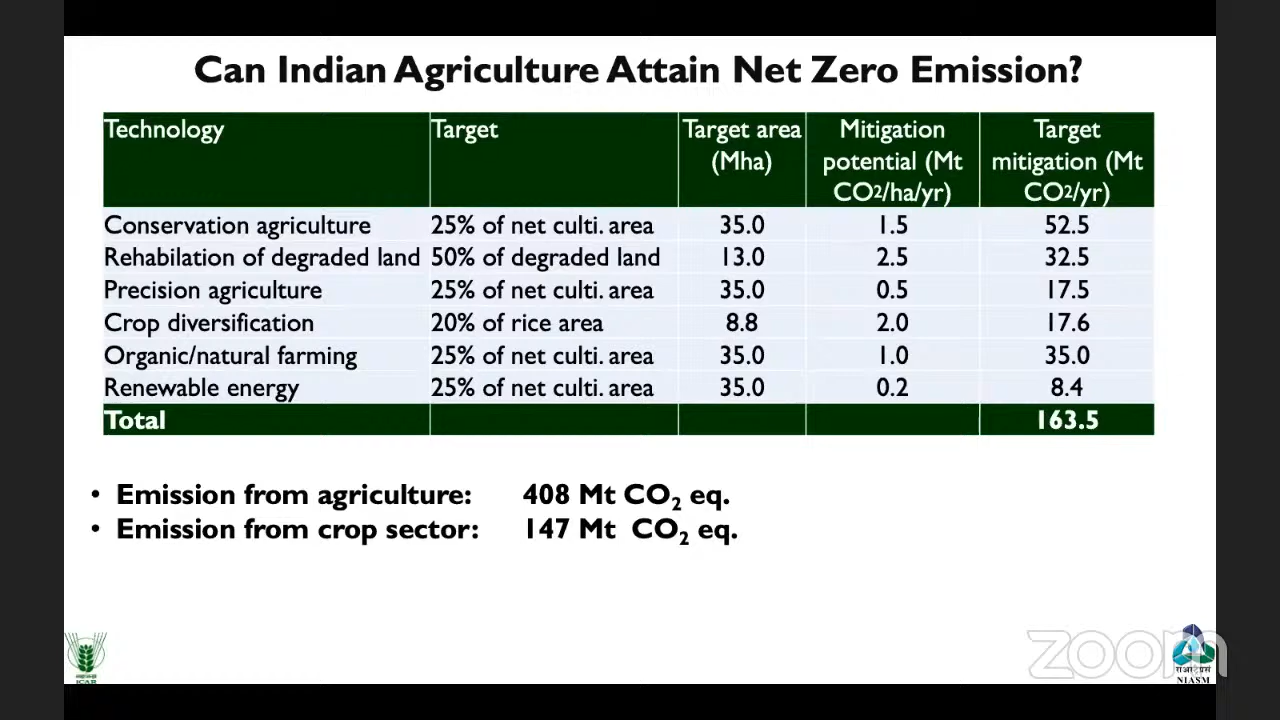 Can Indian Agriculture Attain Net Zero Emission?
Technology Target Target area (Mha) Mitigation potential (Mt CO2/ha/yr) Target mitigation (Mt CO2/yr)
Conservation agriculture 25% of net culti. area 35.0 1.5 52.5
Rehabilation of degraded land 50% of degraded land 13.0 2.5 32.5
Precision agriculture 25% of net culti. area 35.0 0.5 17.5
Crop diversification 20% of rice area 8.8 2.0 17.6
Organic/natural farming 25% of net culti. area 35.0 1.0 35.0
Renewable energy 25% of net culti. area 35.0 0.2 8.4
Total 163.5
• Emission from agriculture: 408 Mt CO2 eq.
• Emission from crop sector: 147 Mt CO2 eq.
ICAR
zoom
NIASM